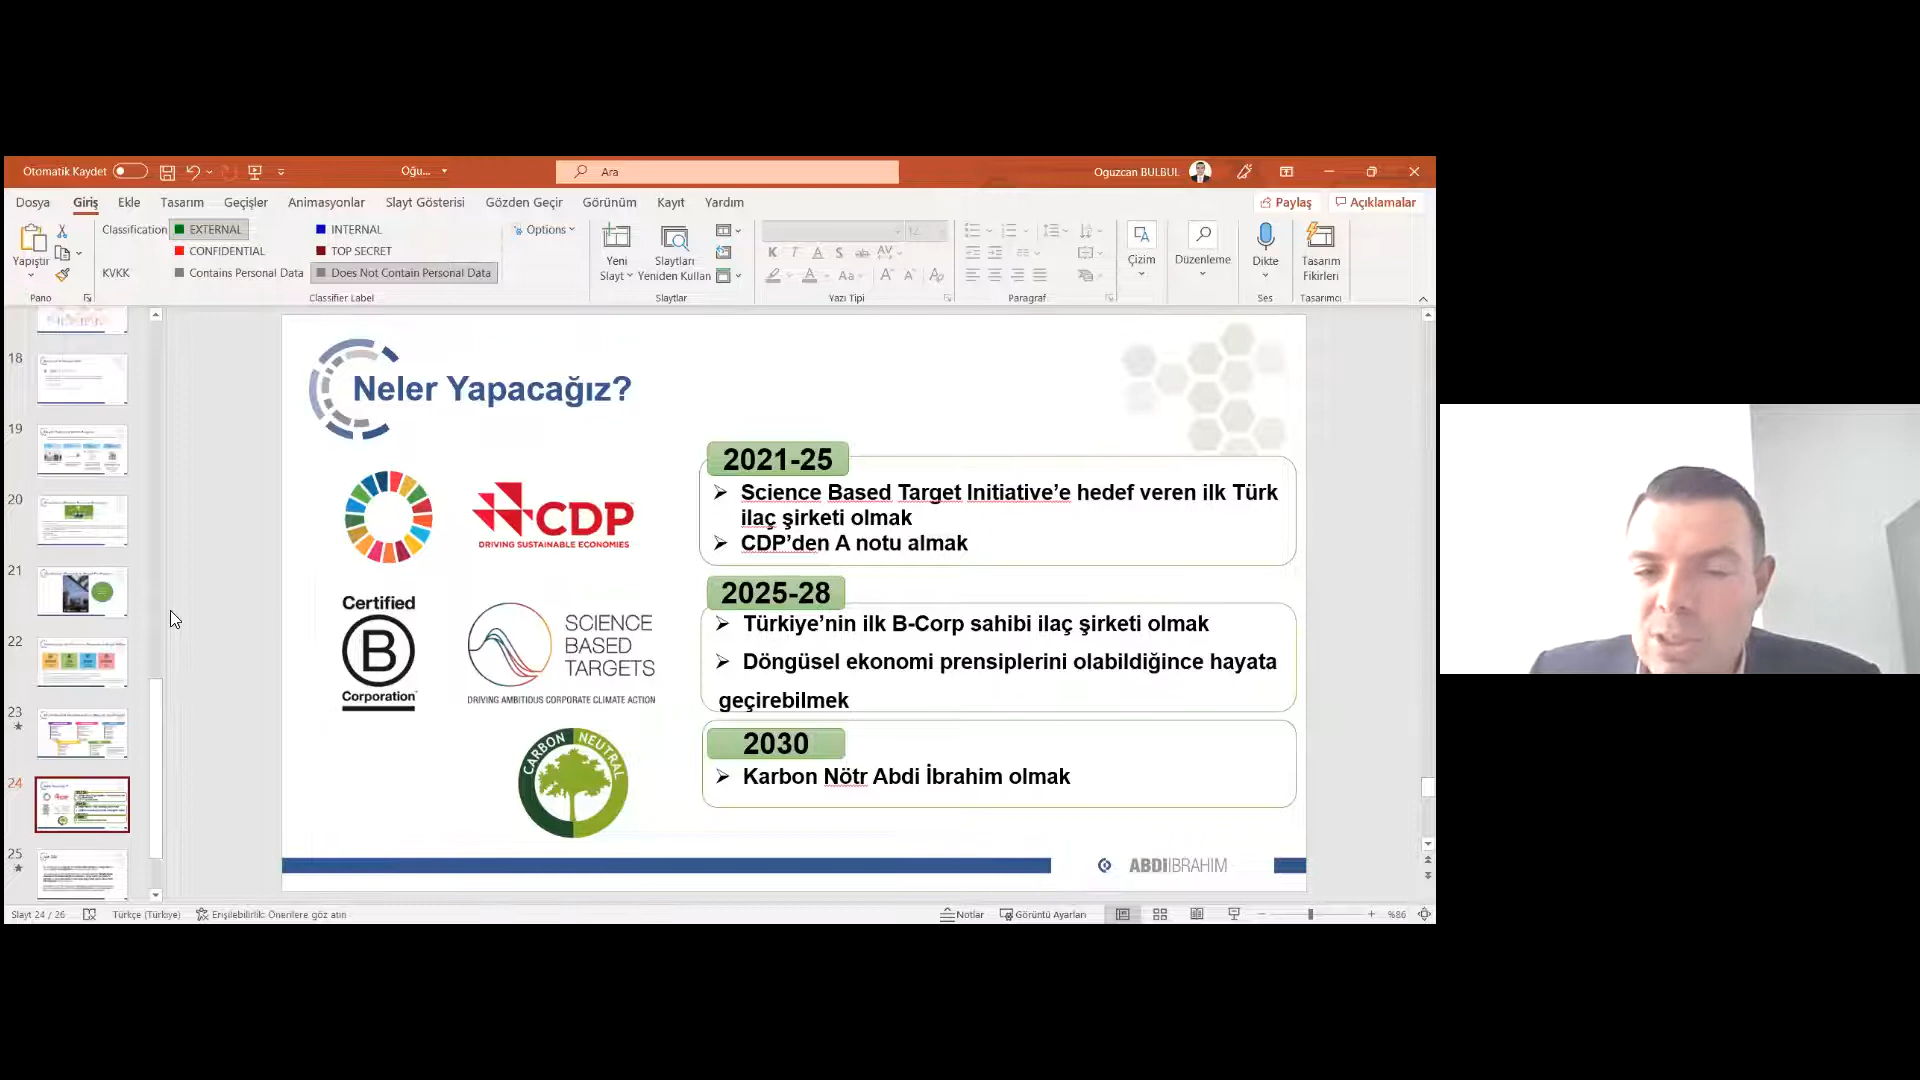 Otomatik Kaydet
Oğu...
Ara
Oguzcan BULBUL
Dosya Giriş Ekle Tasarım Geçişler Animasyonlar Slayt Gösterisi Gözden Geçir Görünüm Kayıt Yardım
Paylaş Açıklamalar
Yapıştır
Pano
Classification EXTERNAL INTERNAL
CONFIDENTIAL TOP SECRET
KVKK Contains Personal Data Does Not Contain Personal Data
Classifier Label
Options
Yeni
Slayt
Slaytları
Yeniden Kullan
Slaytlar
12
K T A S ab AV
A Aa A A
Yazı Tipi
Paragraf
Çizim
Düzenleme
Dikte
Ses
Tasarım
Fikirleri
Tasarımcı
18
19
20
21
22
23
24
25
Neler Yapacağız?
CDP
DRIVING SUSTAINABLE ECONOMIES
Certified
B
Corporation
SCIENCE
BASED
TARGETS
DRIVING AMBITIOUS CORPORATE CLIMATE ACTION
CARBON NEUTRAL
2021-25
➢ Science Based Target Initiative’e hedef veren ilk Türk
ilaç şirketi olmak
➢ CDP’den A notu almak
2025-28
➢ Türkiye’nin ilk B-Corp sahibi ilaç şirketi olmak
➢ Döngüsel ekonomi prensiplerini olabildiğince hayata
geçirebilmek
2030
➢ Karbon Nötr Abdi İbrahim olmak
ABDİİBRAHİM
Slayt 24 / 26
Türkçe (Türkiye)
Erişilebilirlik: Önerilere göz atın
Notlar
Görüntü Ayarları
%86